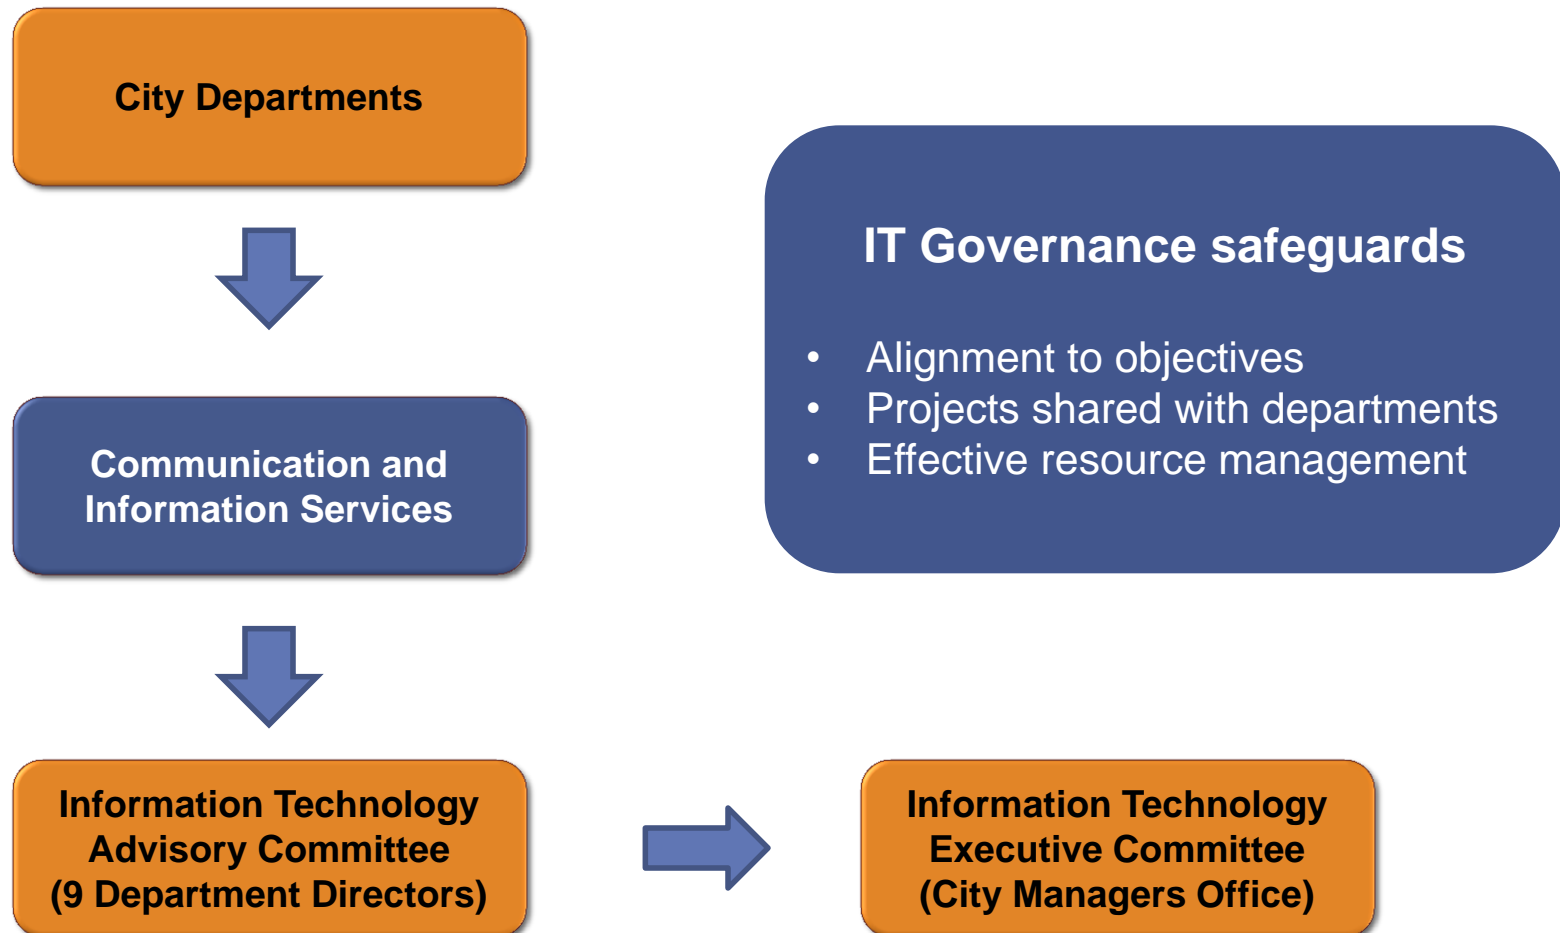 City Departments
Communication and
Information Services
Information Technology
Advisory Committee
(9 Department Directors)
Information Technology
Executive Committee
(City Managers Office)
IT Governance safeguards
• Alignment to objectives
• Projects shared with departments
• Effective resource management